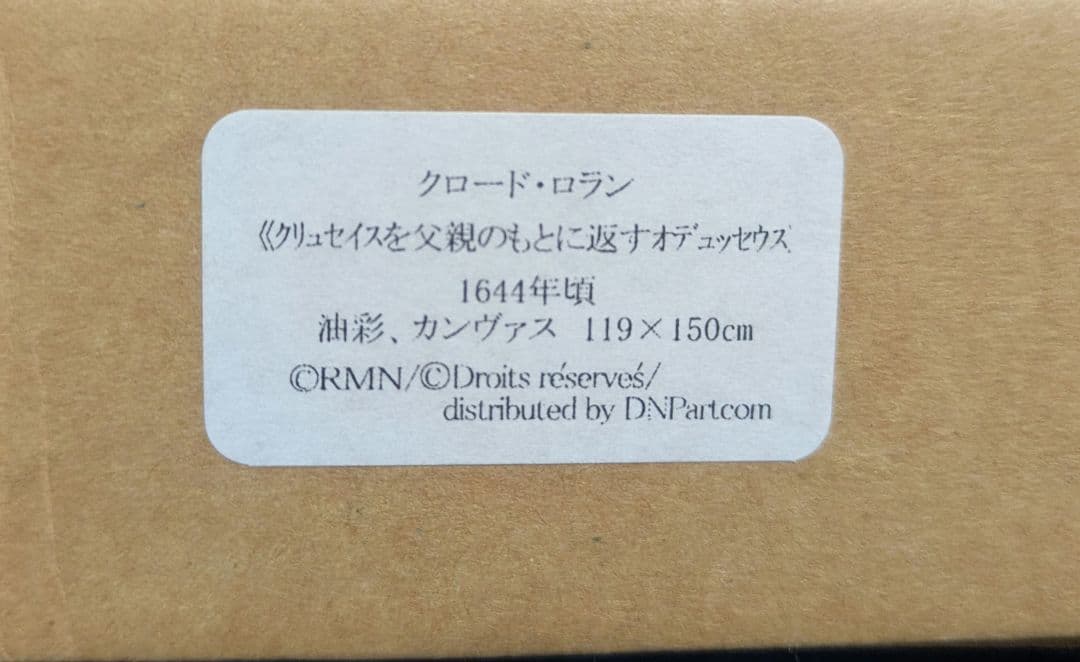 クロード・ロラン
《クリュセイスを父親のもとに返すオデュッセウス
1644年頃
油彩、カンヴァス 119×150cm
©RMN/©Droits réservés/
distributed by DNPartcom